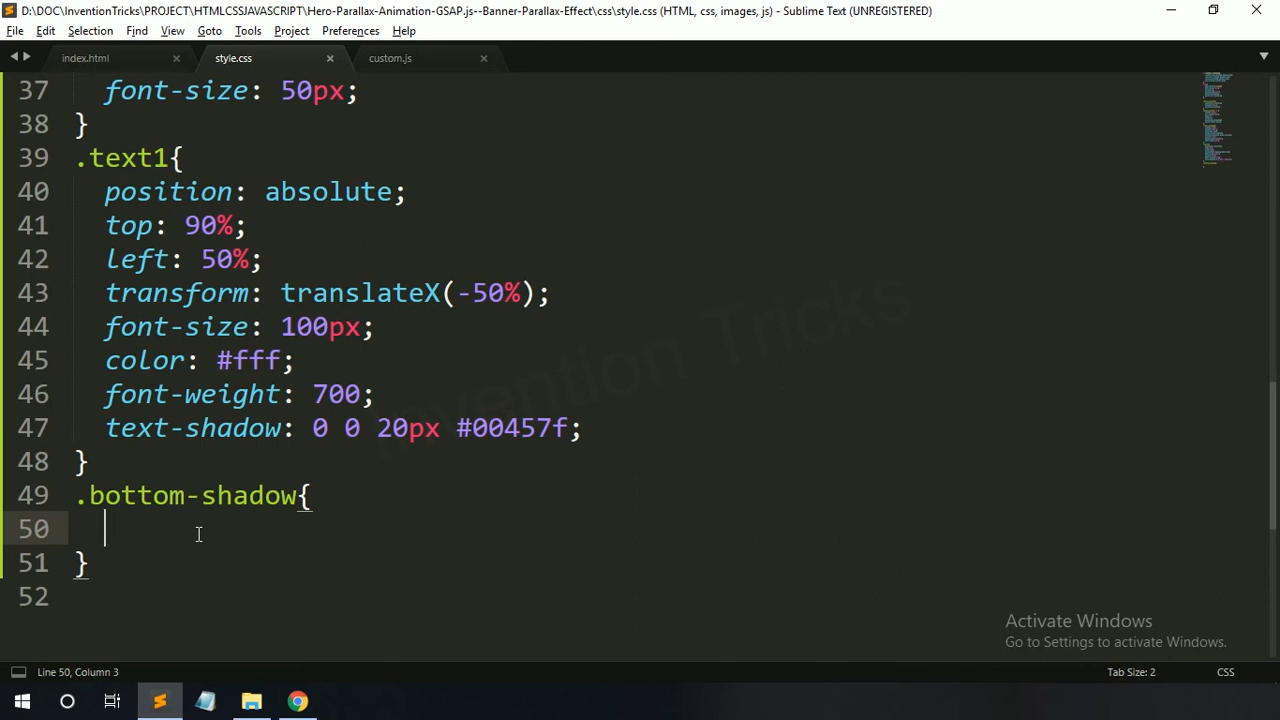 D:\DOC\InventionTricks\PROJECT\HTMLCSSJAVASCRIPT\Hero-Parallax-Animation-GSAP.js--Banner-Parallax-Effect\css\style.css (HTML, css, images, js) - Sublime Text (UNREGISTERED)
File Edit Selection Find View Goto Tools Project Preferences Help
index.html style.css custom.js
37 font-size: 50px;
38 }
39 .text1{
40 position: absolute;
41 top: 90%;
42 left: 50%;
43 transform: translateX(-50%);
44 font-size: 100px;
45 color: #fff;
46 font-weight: 700;
47 text-shadow: 0 0 20px #00457f;
48 }
49 .bottom-shadow{
50
51 }
52
Invention Tricks
Activate Windows
Go to Settings to activate Windows.
Line 50, Column 3 Tab Size: 2 CSS